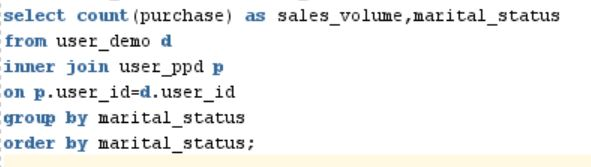 select count(purchase) as sales_volume,marital_status
from user_demo d
inner join user_ppd p
on p.user_id=d.user_id
group by marital_status
order by marital_status;